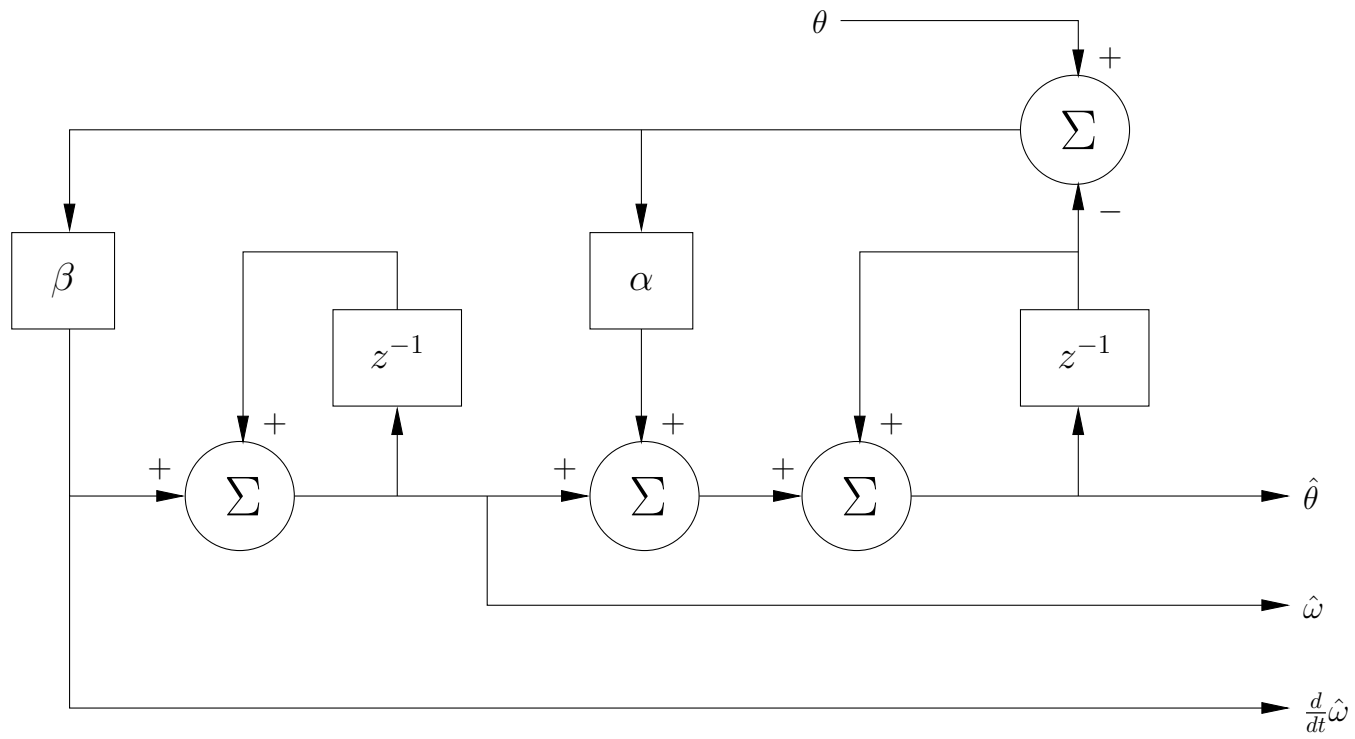 θ
+
Σ
−
β
α
z⁻¹
z⁻¹
+
+
+
+
+
+
Σ
Σ
Σ
θ̂
ω̂
d/dt ω̂